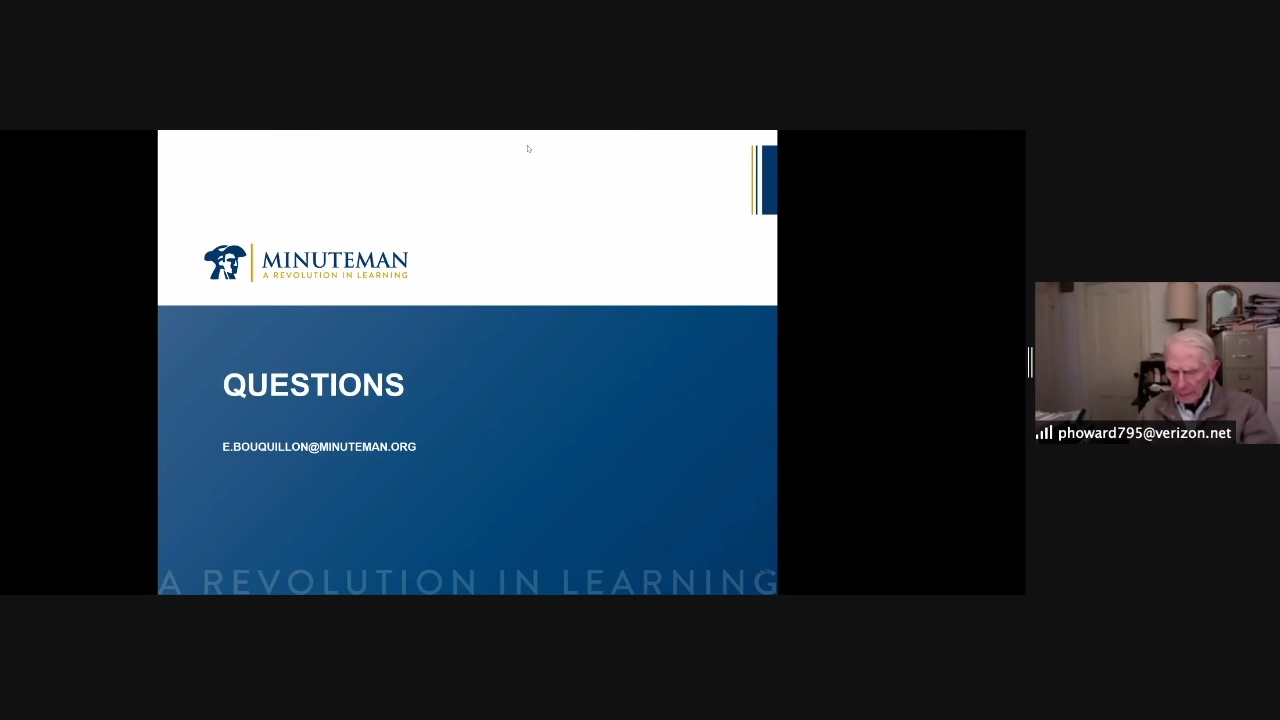 MINUTEMAN
A REVOLUTION IN LEARNING
QUESTIONS
E.BOUQUILLON@MINUTEMAN.ORG
A REVOLUTION IN LEARNING
phoward795@verizon.net